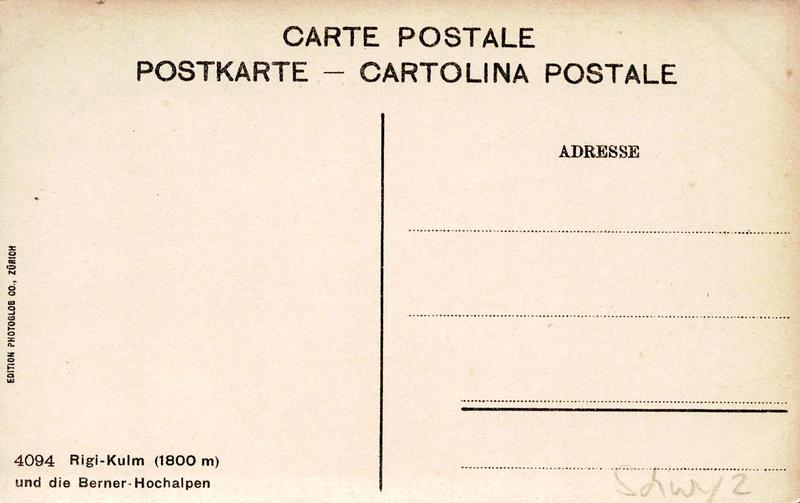 CARTE POSTALE
POSTKARTE — CARTOLINA POSTALE
ADRESSE
EDITION PHOTOGLOB CO., ZÜRICH
4094 Rigi-Kulm (1800 m)
und die Berner-Hochalpen
Schwyz